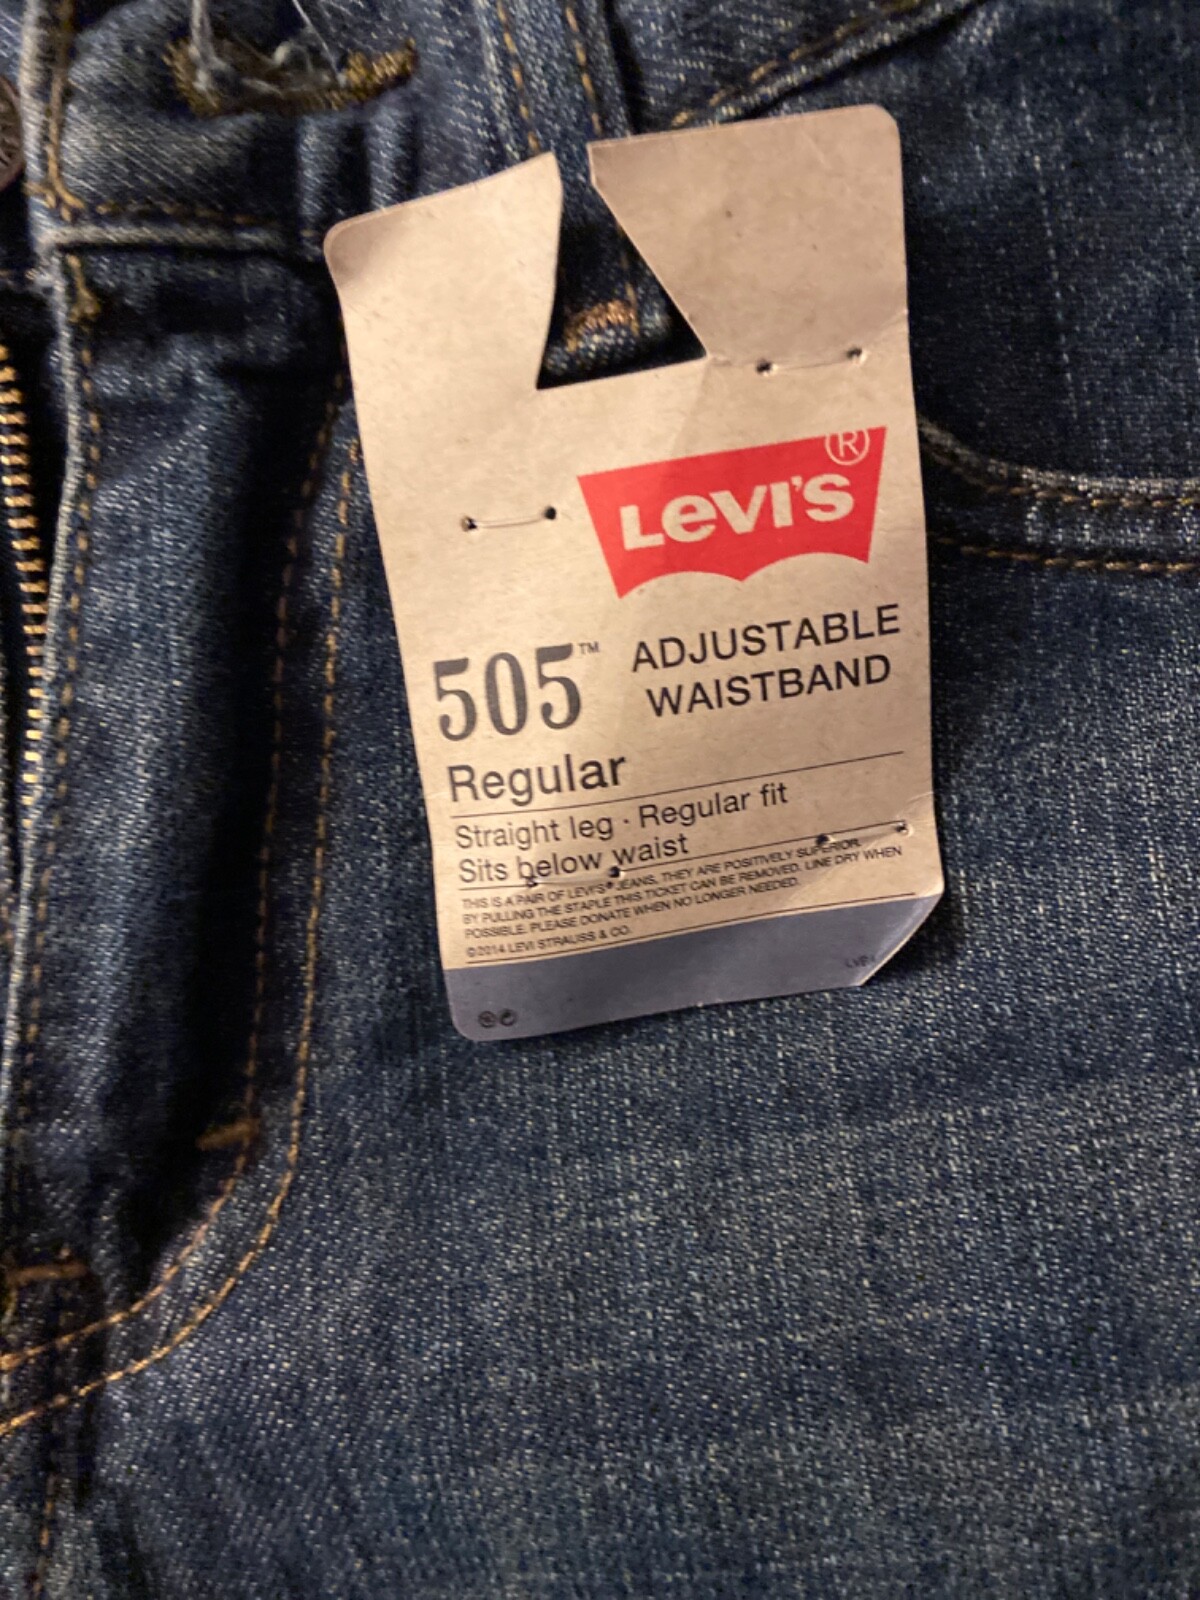 LEVI'S®
505™ ADJUSTABLE
WAISTBAND
Regular
Straight leg · Regular fit
Sits below waist
THIS IS A PAIR OF LEVI'S® JEANS, THEY ARE POSITIVELY SUPERIOR.
BY PULLING THE STAPLE THIS TICKET CAN BE REMOVED. LINE DRY WHEN
POSSIBLE. PLEASE DONATE WHEN NO LONGER NEEDED.
©2014 LEVI STRAUSS & CO.